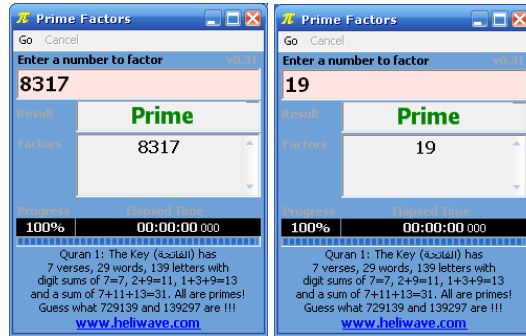 Prime Factors
Go Cancel
Enter a number to factor v0.31
8317
Result Prime
Factors 8317
Progress Elapsed Time
100% 00:00:00 000
Quran 1: The Key (الفاتحة) has
7 verses, 29 words, 139 letters with
digit sums of 7=7, 2+9=11, 1+3+9=13
and a sum of 7+11+13=31. All are primes!
Guess what 729139 and 139297 are !!!
www.heliwave.com
Prime Factors
Go Cancel
Enter a number to factor v0.31
19
Result Prime
Factors 19
Progress Elapsed Time
100% 00:00:00 000
Quran 1: The Key (الفاتحة) has
7 verses, 29 words, 139 letters with
digit sums of 7=7, 2+9=11, 1+3+9=13
and a sum of 7+11+13=31. All are primes!
Guess what 729139 and 139297 are !!!
www.heliwave.com